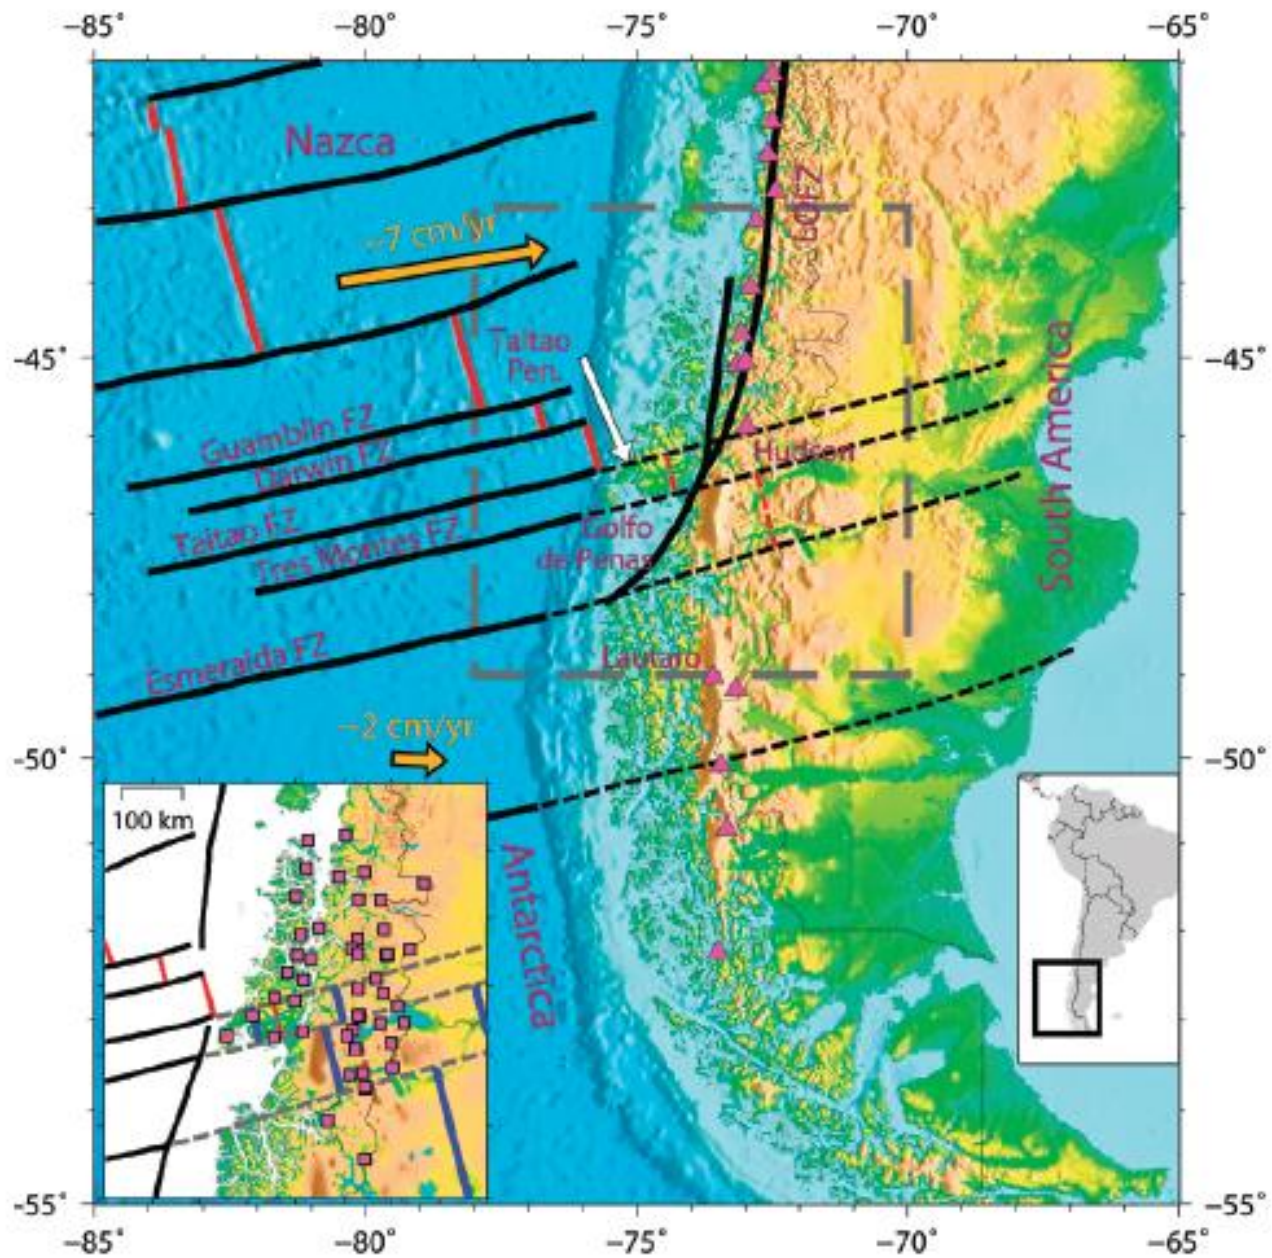 −85°
−80°
−75°
−70°
−65°
Nazca
LOFZ
~7 cm/yr
-45°
−45°
Taitao
Pen.
South America
Guamblin FZ
Darwin FZ
Hudson
Taitao FZ
Tres Montes FZ
Golfo
de Penas
Esmeralda FZ
Lautaro
~2 cm/yr
-50°
−50°
100 km
Antarctica
-55°
−55°
−85°
−80°
−75°
−70°
−65°